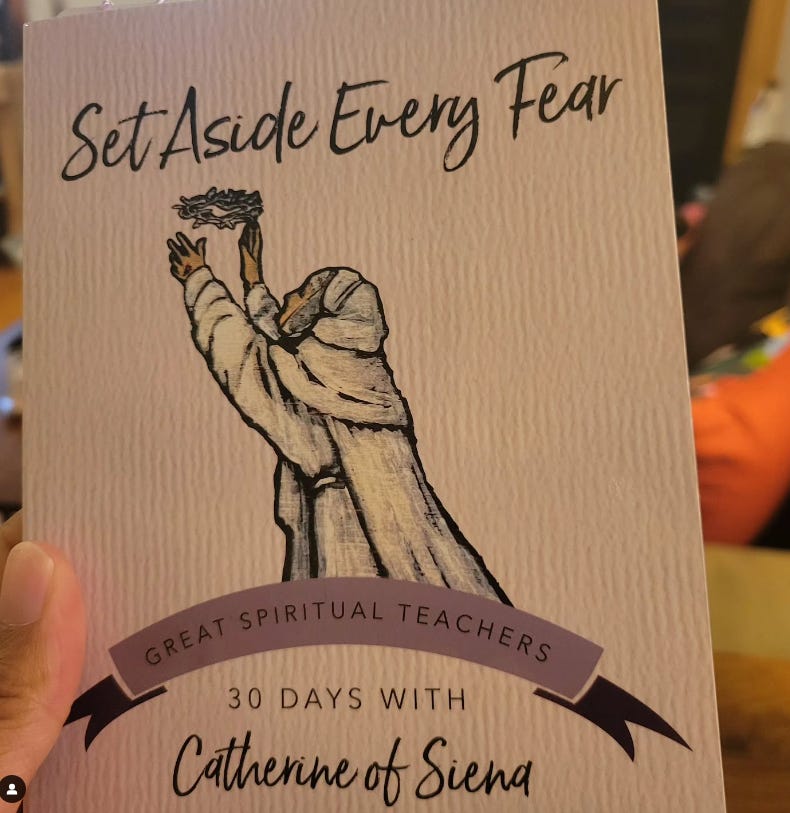 Set Aside Every Fear
GREAT SPIRITUAL TEACHERS
30 DAYS WITH
Catherine of Siena